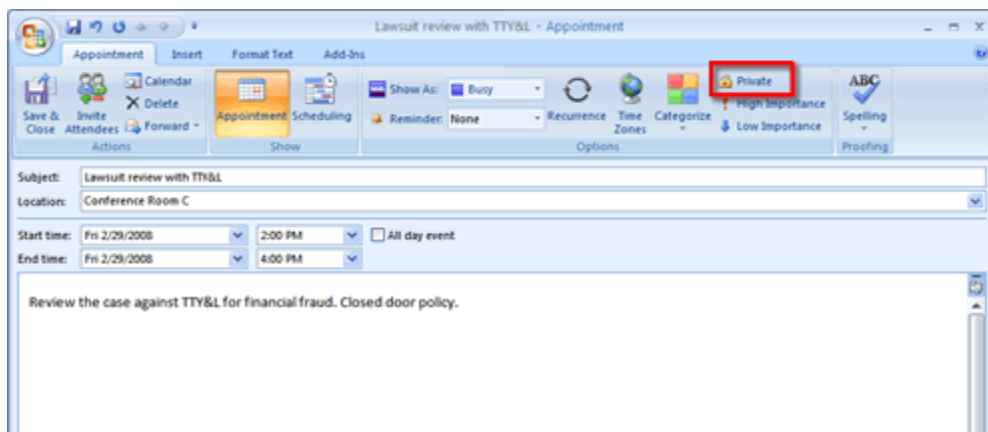 Lawsuit review with TTY&L - Appointment
Appointment Insert Format Text Add-Ins
Save & Close
Invite Attendees
Calendar
Delete
Forward
Actions
Appointment
Scheduling
Show
Show As: Busy
Reminder: None
Recurrence
Time Zones
Categorize
Private
High Importance
Low Importance
Options
ABC
Spelling
Proofing
Subject: Lawsuit review with TTY&L
Location: Conference Room C
Start time: Fri 2/29/2008 2:00 PM All day event
End time: Fri 2/29/2008 4:00 PM
Review the case against TTY&L for financial fraud. Closed door policy.